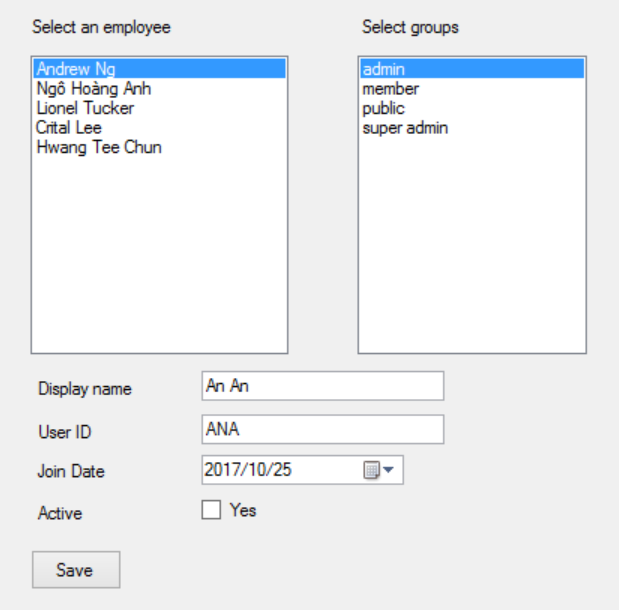 Select an employee
Select groups
Andrew Ng
Ngô Hoàng Anh
Lionel Tucker
Crital Lee
Hwang Tee Chun
admin
member
public
super admin
Display name
An An
User ID
ANA
Join Date
2017/10/25
Active
Yes
Save